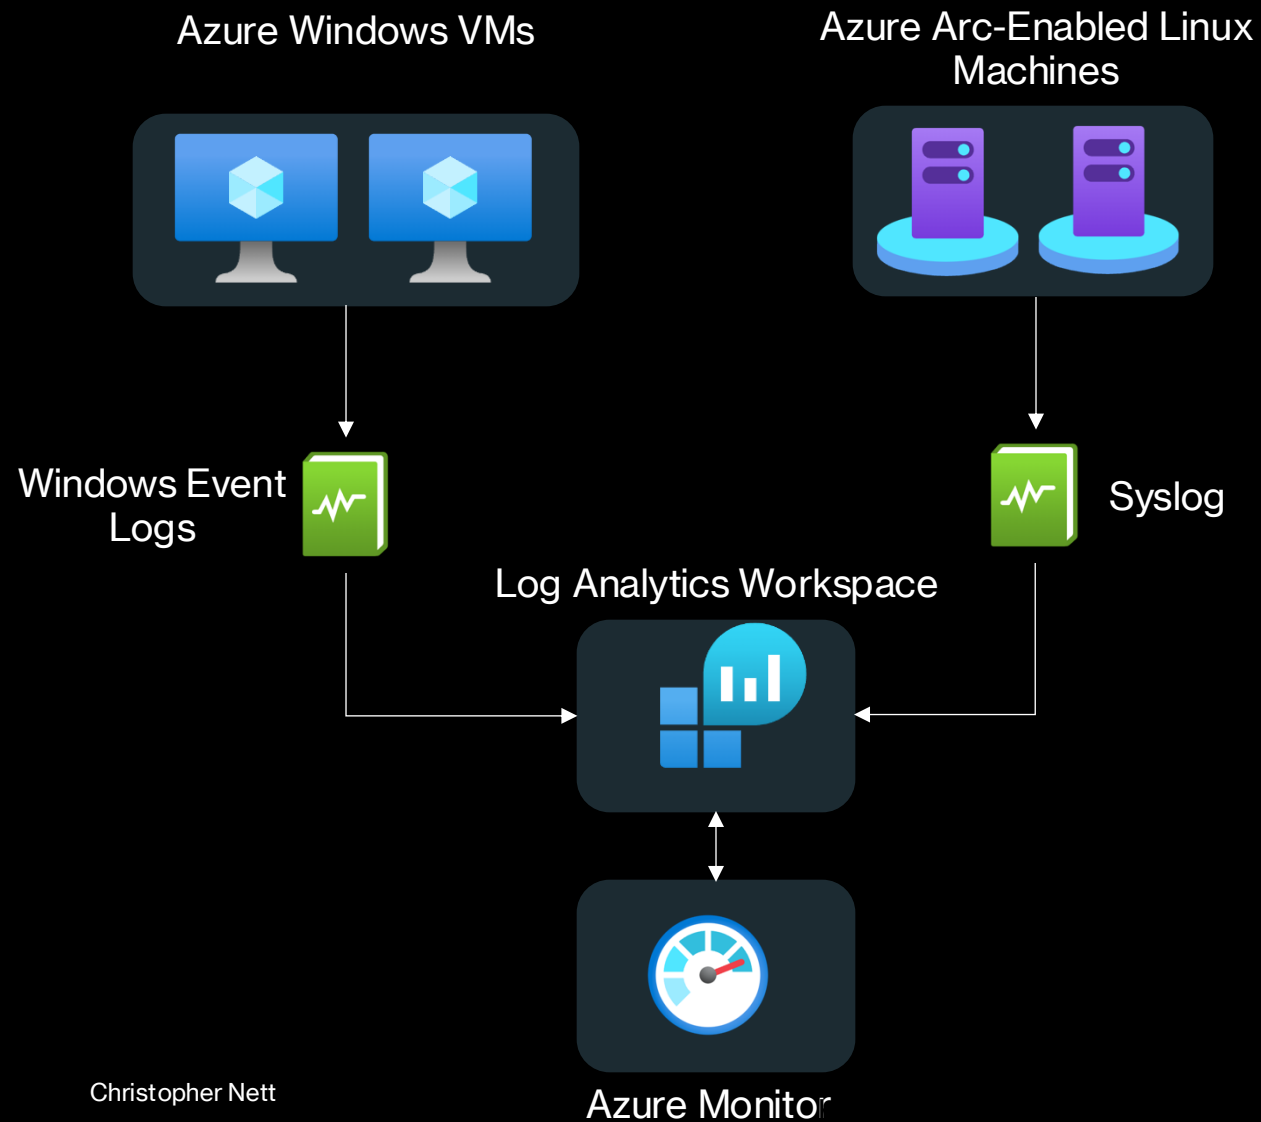 Azure Windows VMs
Azure Arc-Enabled Linux
Machines
Windows Event
Logs
Syslog
Log Analytics Workspace
Azure Monitor
Christopher Nett